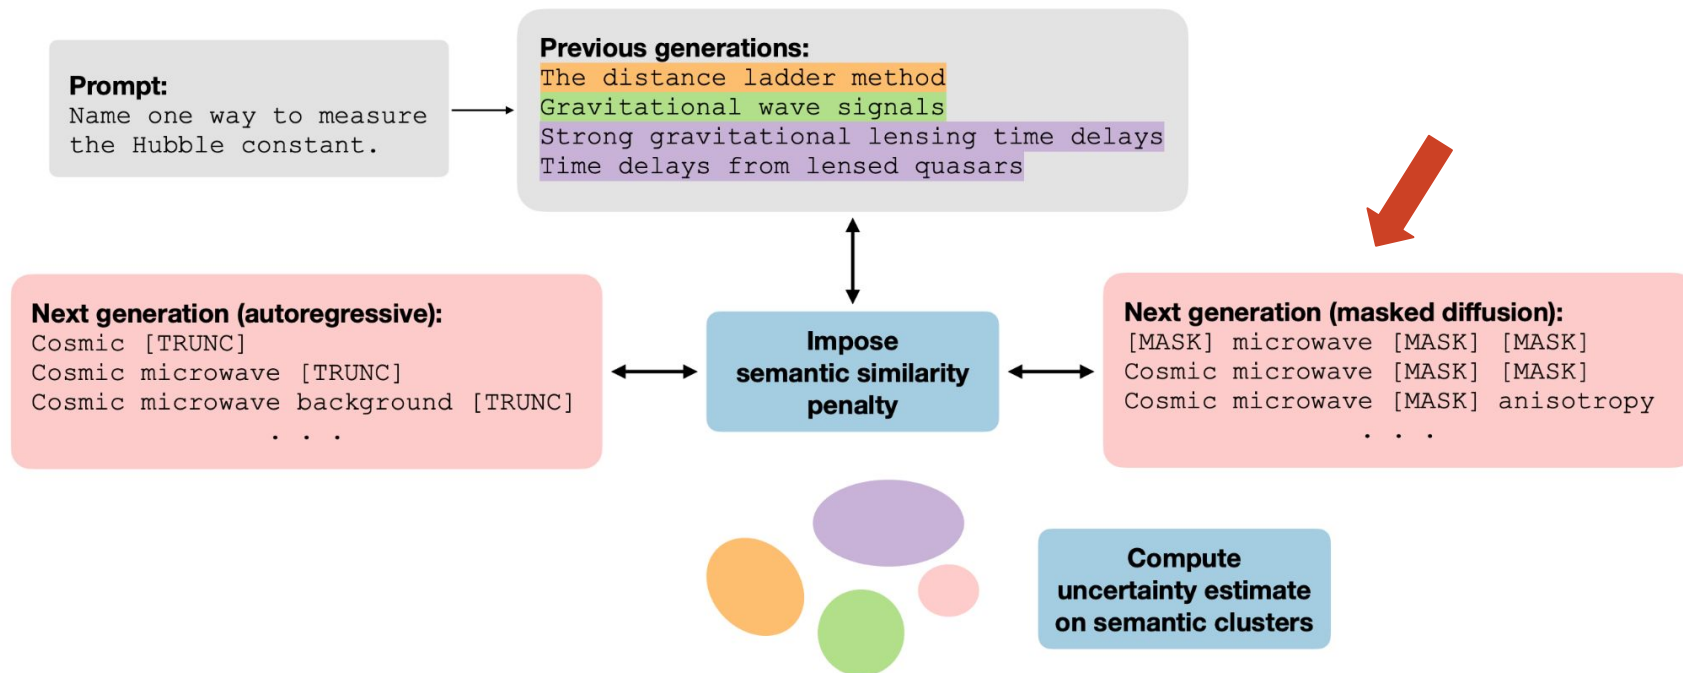 Prompt:
Name one way to measure
the Hubble constant.
Previous generations:
The distance ladder method
Gravitational wave signals
Strong gravitational lensing time delays
Time delays from lensed quasars
Next generation (autoregressive):
Cosmic [TRUNC]
Cosmic microwave [TRUNC]
Cosmic microwave background [TRUNC]
. . .
Impose
semantic similarity
penalty
Next generation (masked diffusion):
[MASK] microwave [MASK] [MASK]
Cosmic microwave [MASK] [MASK]
Cosmic microwave [MASK] anisotropy
. . .
Compute
uncertainty estimate
on semantic clusters